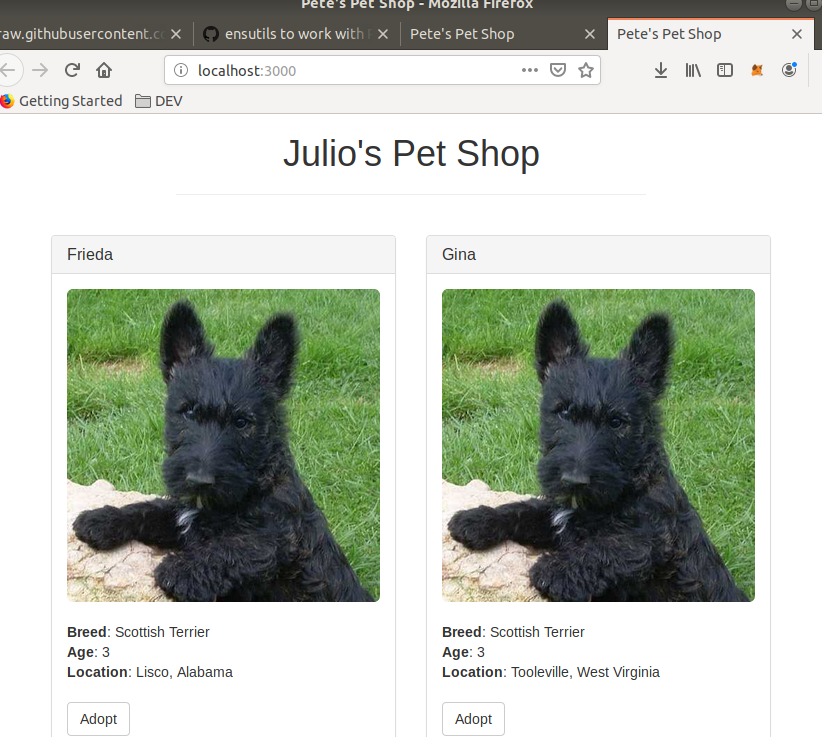 Pete's Pet Shop - Mozilla Firefox
raw.githubusercontent.co
ensutils to work with
Pete's Pet Shop
Pete's Pet Shop
localhost:3000
Getting Started
DEV
Julio's Pet Shop
Frieda
Gina
Breed: Scottish Terrier
Age: 3
Location: Lisco, Alabama
Adopt
Breed: Scottish Terrier
Age: 3
Location: Tooleville, West Virginia
Adopt